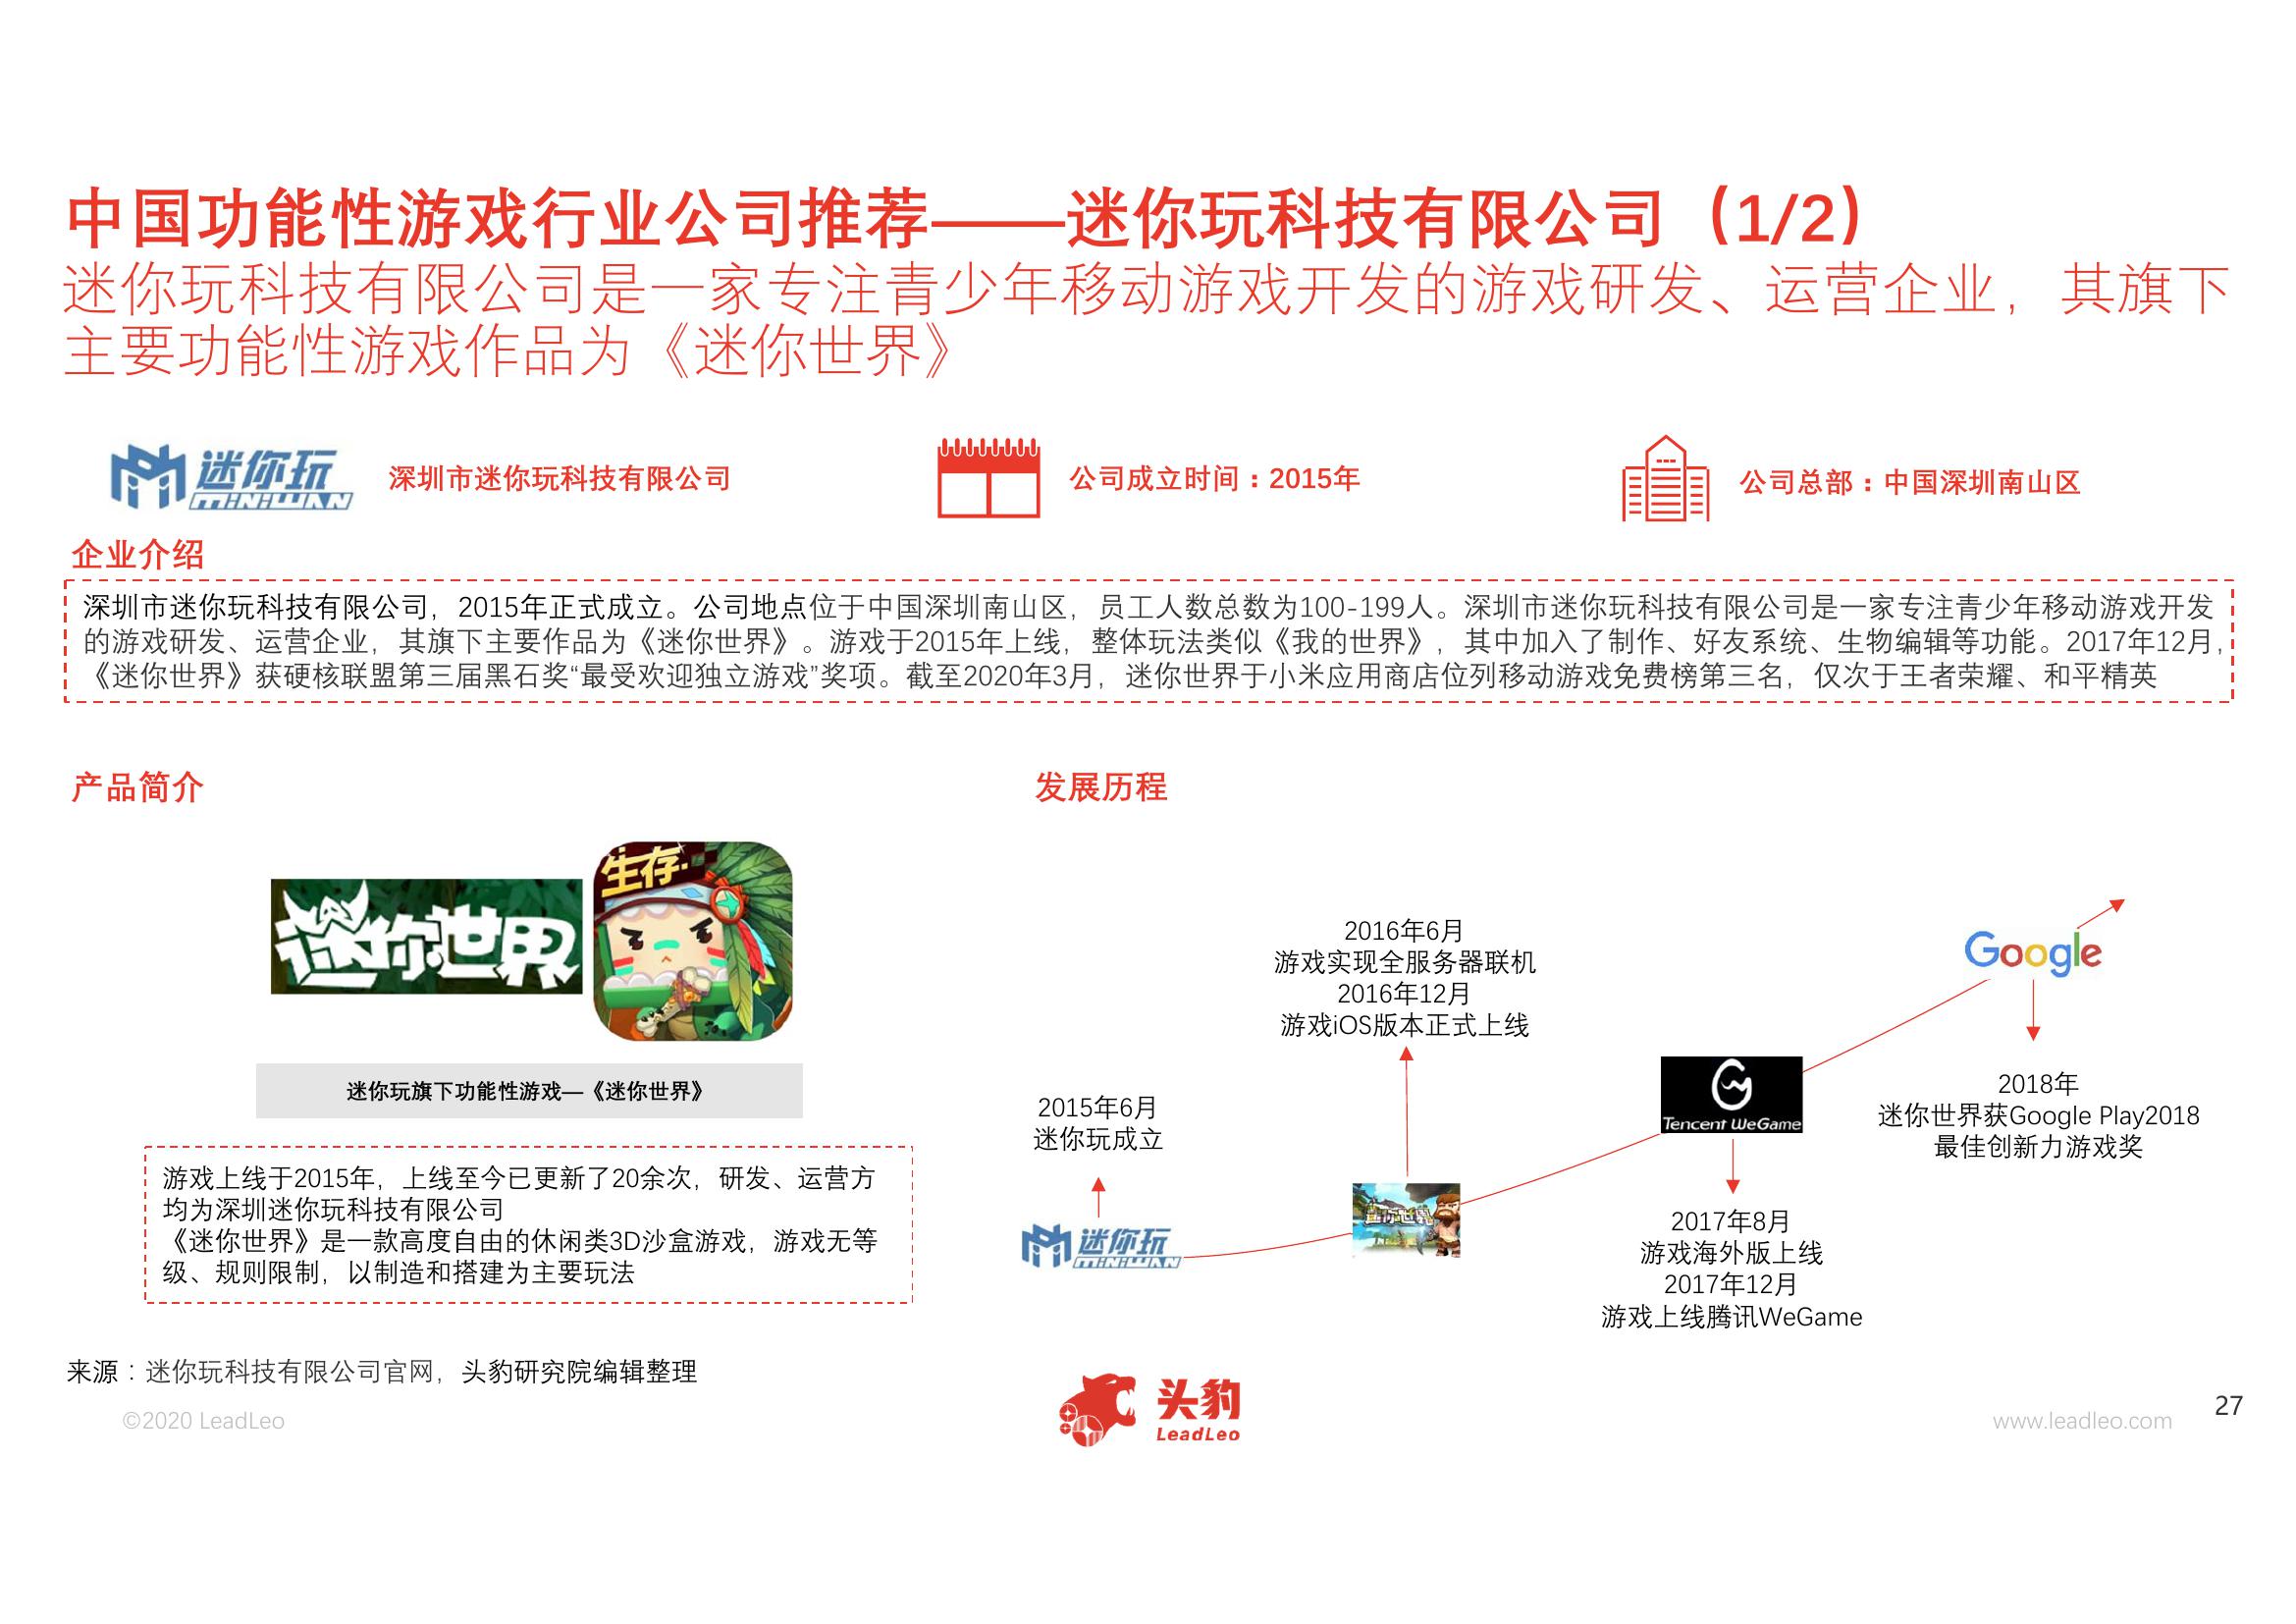 中国功能性游戏行业公司推荐——迷你玩科技有限公司（1/2）
迷你玩科技有限公司是一家专注青少年移动游戏开发的游戏研发、运营企业，其旗下
主要功能性游戏作品为《迷你世界》
迷你玩
MINIWAN
深圳市迷你玩科技有限公司
公司成立时间：2015年
公司总部：中国深圳南山区
企业介绍
深圳市迷你玩科技有限公司，2015年正式成立。公司地点位于中国深圳南山区，员工人数总数为100-199人。深圳市迷你玩科技有限公司是一家专注青少年移动游戏开发
的游戏研发、运营企业，其旗下主要作品为《迷你世界》。游戏于2015年上线，整体玩法类似《我的世界》，其中加入了制作、好友系统、生物编辑等功能。2017年12月，
《迷你世界》获硬核联盟第三届黑石奖“最受欢迎独立游戏”奖项。截至2020年3月，迷你世界于小米应用商店位列移动游戏免费榜第三名，仅次于王者荣耀、和平精英
产品简介
迷你世界
生存
迷你玩旗下功能性游戏—《迷你世界》
游戏上线于2015年，上线至今已更新了20余次，研发、运营方
均为深圳迷你玩科技有限公司
《迷你世界》是一款高度自由的休闲类3D沙盒游戏，游戏无等
级、规则限制，以制造和搭建为主要玩法
发展历程
2015年6月
迷你玩成立
迷你玩
MINIWAN
2016年6月
游戏实现全服务器联机
2016年12月
游戏iOS版本正式上线
迷你世界
Tencent WeGame
2017年8月
游戏海外版上线
2017年12月
游戏上线腾讯WeGame
Google
2018年
迷你世界获Google Play2018
最佳创新力游戏奖
来源：迷你玩科技有限公司官网，头豹研究院编辑整理
©2020 LeadLeo
头豹
LeadLeo
www.leadleo.com
27